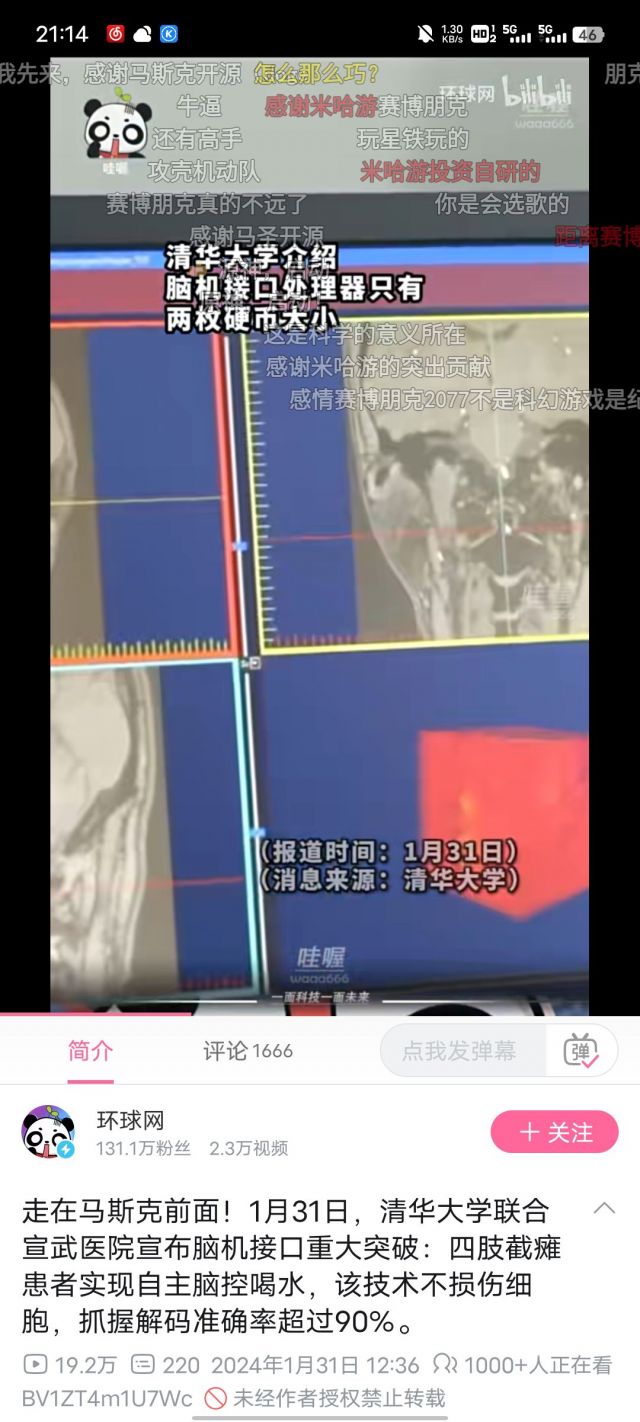 21:14
1.30 KB/s HD 1 2 5G 5G 46
我先来，感谢马斯克开源 怎么那么巧？ 朋克
环球网 bilibili
牛逼 感谢米哈游赛博朋克
waaa666
还有高手 玩星铁玩的
哇喔 攻壳机动队 米哈游投资自研的
赛博朋克真的不远了 你是会选歌的
感谢马圣开源 距离赛博
清华大学介绍
脑机接口处理器只有
两枚硬币大小
这是科学的意义所在
感谢米哈游的突出贡献
感情赛博朋克2077不是科幻游戏是纪
（报道时间：1月31日）
（消息来源：清华大学）
哇喔
waaa666
一面科技一面未来
简介 评论 1666 点我发弹幕 弹
环球网
131.1万粉丝 2.3万视频
＋ 关注
走在马斯克前面！1月31日，清华大学联合
宣武医院宣布脑机接口重大突破：四肢截瘫
患者实现自主脑控喝水，该技术不损伤细
胞，抓握解码准确率超过90%。
19.2万 220 2024年1月31日 12:36 1000+人正在看
BV1ZT4m1U7Wc 未经作者授权禁止转载